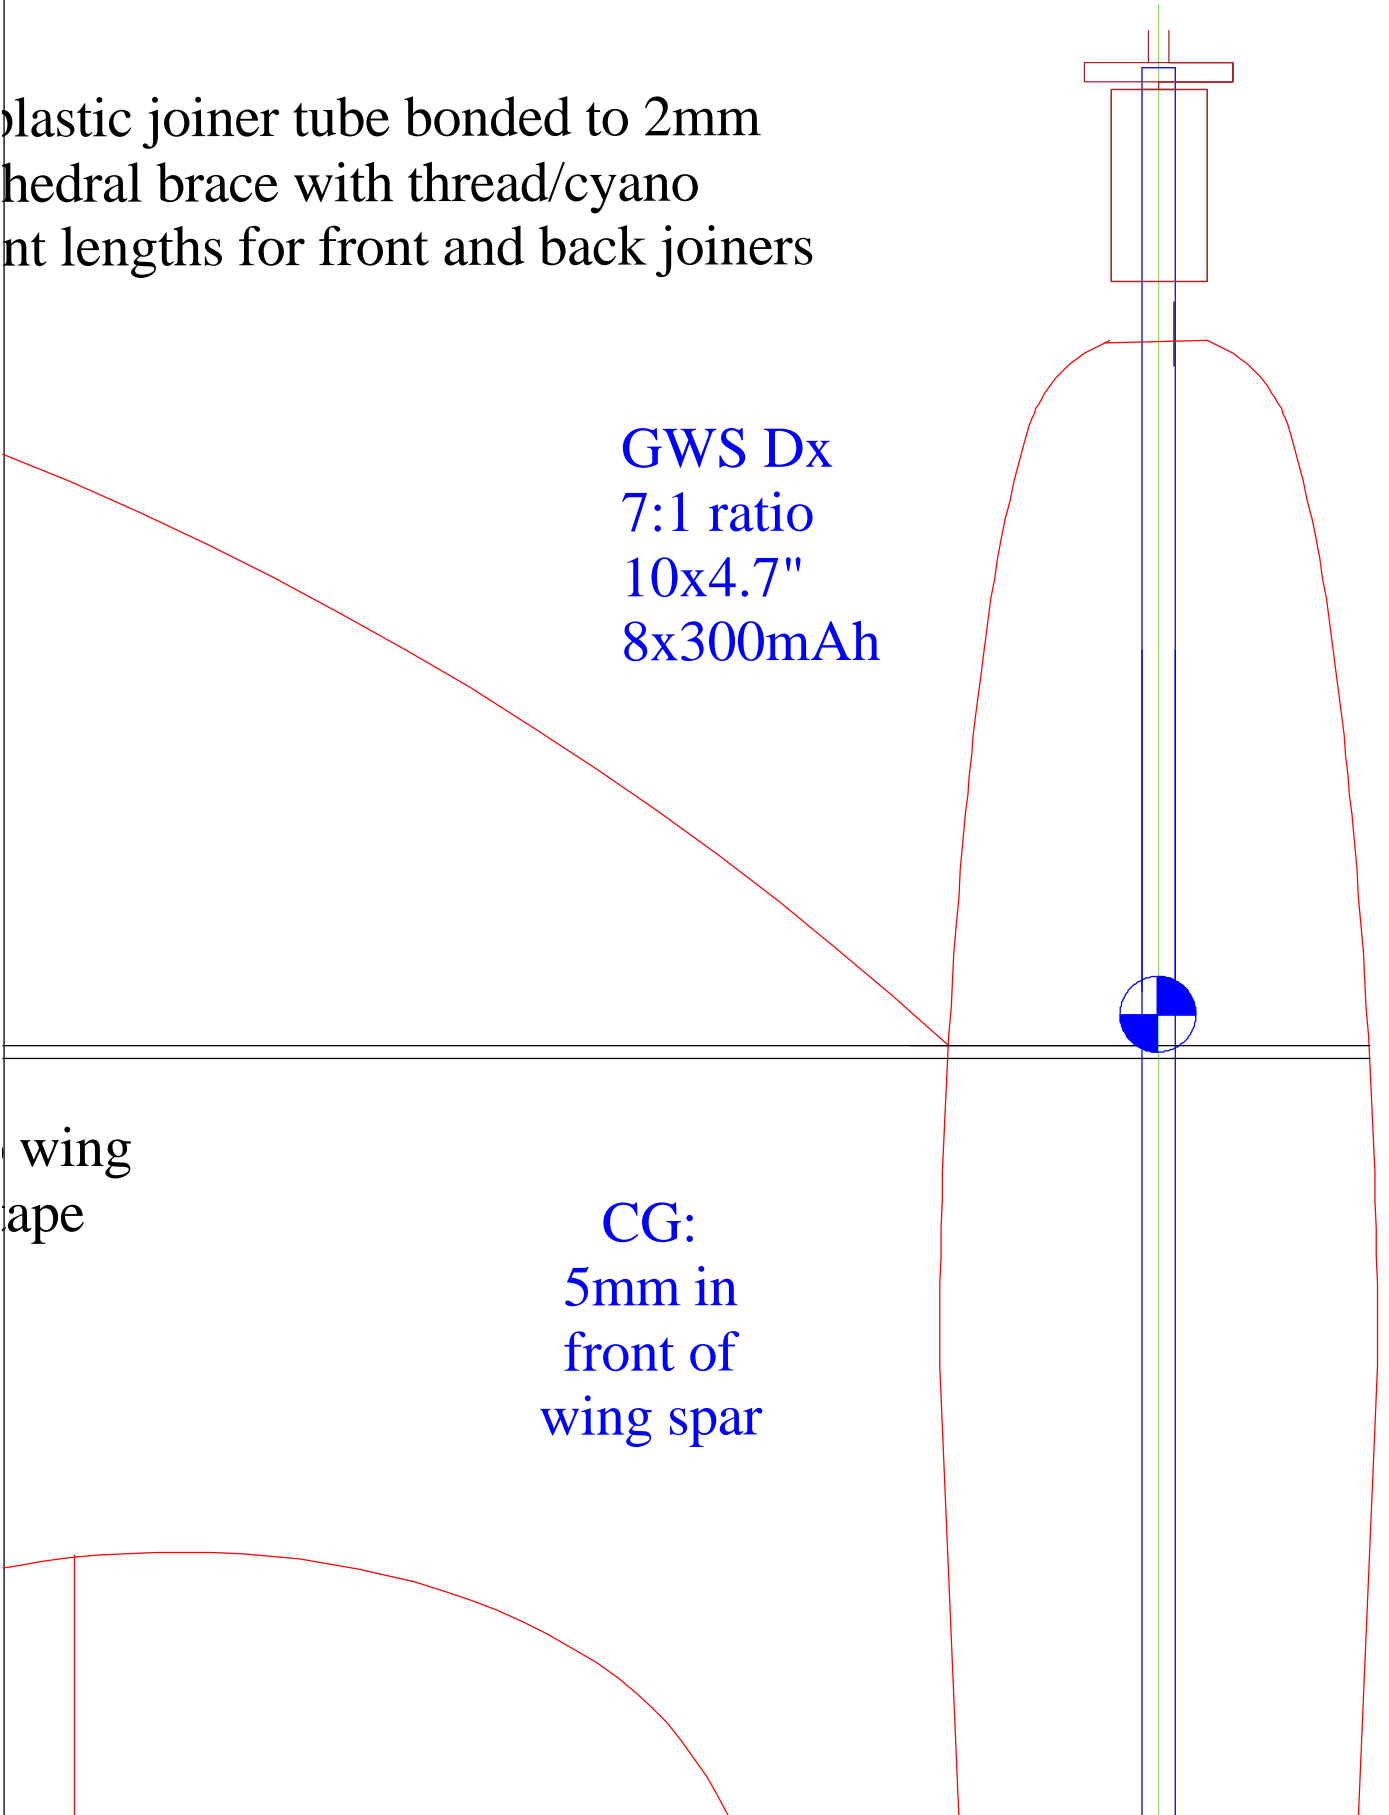 plastic joiner tube bonded to 2mm
hedral brace with thread/cyano
nt lengths for front and back joiners
GWS Dx
7:1 ratio
10x4.7"
8x300mAh
wing
ape
CG:
5mm in
front of
wing spar